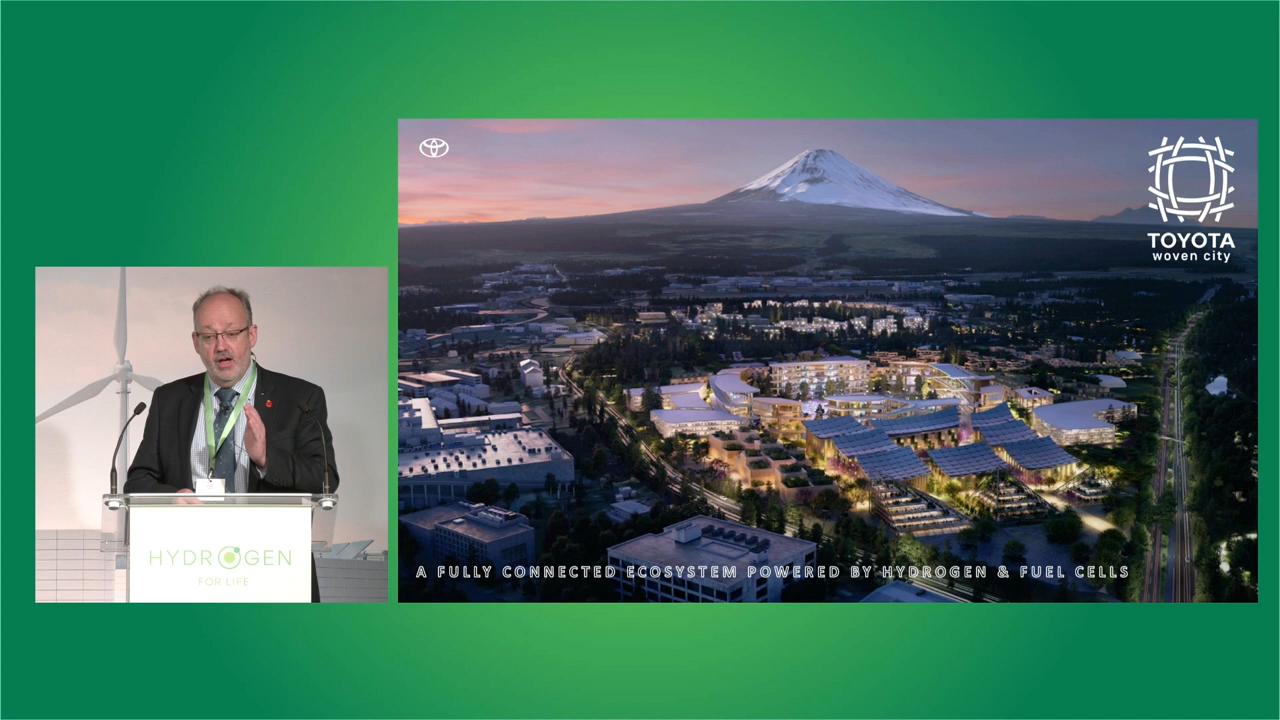 TOYOTA
woven city
A FULLY CONNECTED ECOSYSTEM POWERED BY HYDROGEN & FUEL CELLS
HYDROGEN
FOR LIFE